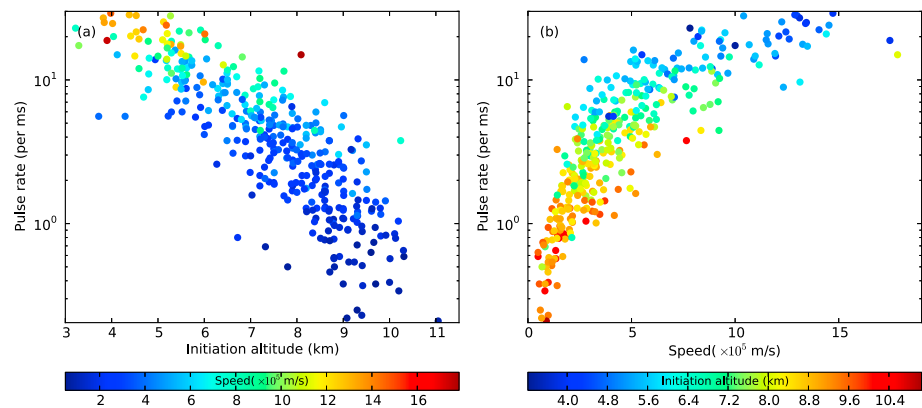 (a)
10¹
10⁰
Pulse rate (per ms)
3 4 5 6 7 8 9 10 11
Initiation altitude (km)
Speed( ×10⁵ m/s)
2 4 6 8 10 12 14 16
(b)
10¹
10⁰
Pulse rate (per ms)
0 5 10 15
Speed( ×10⁵ m/s)
Initiation altitude (km)
4.0 4.8 5.6 6.4 7.2 8.0 8.8 9.6 10.4